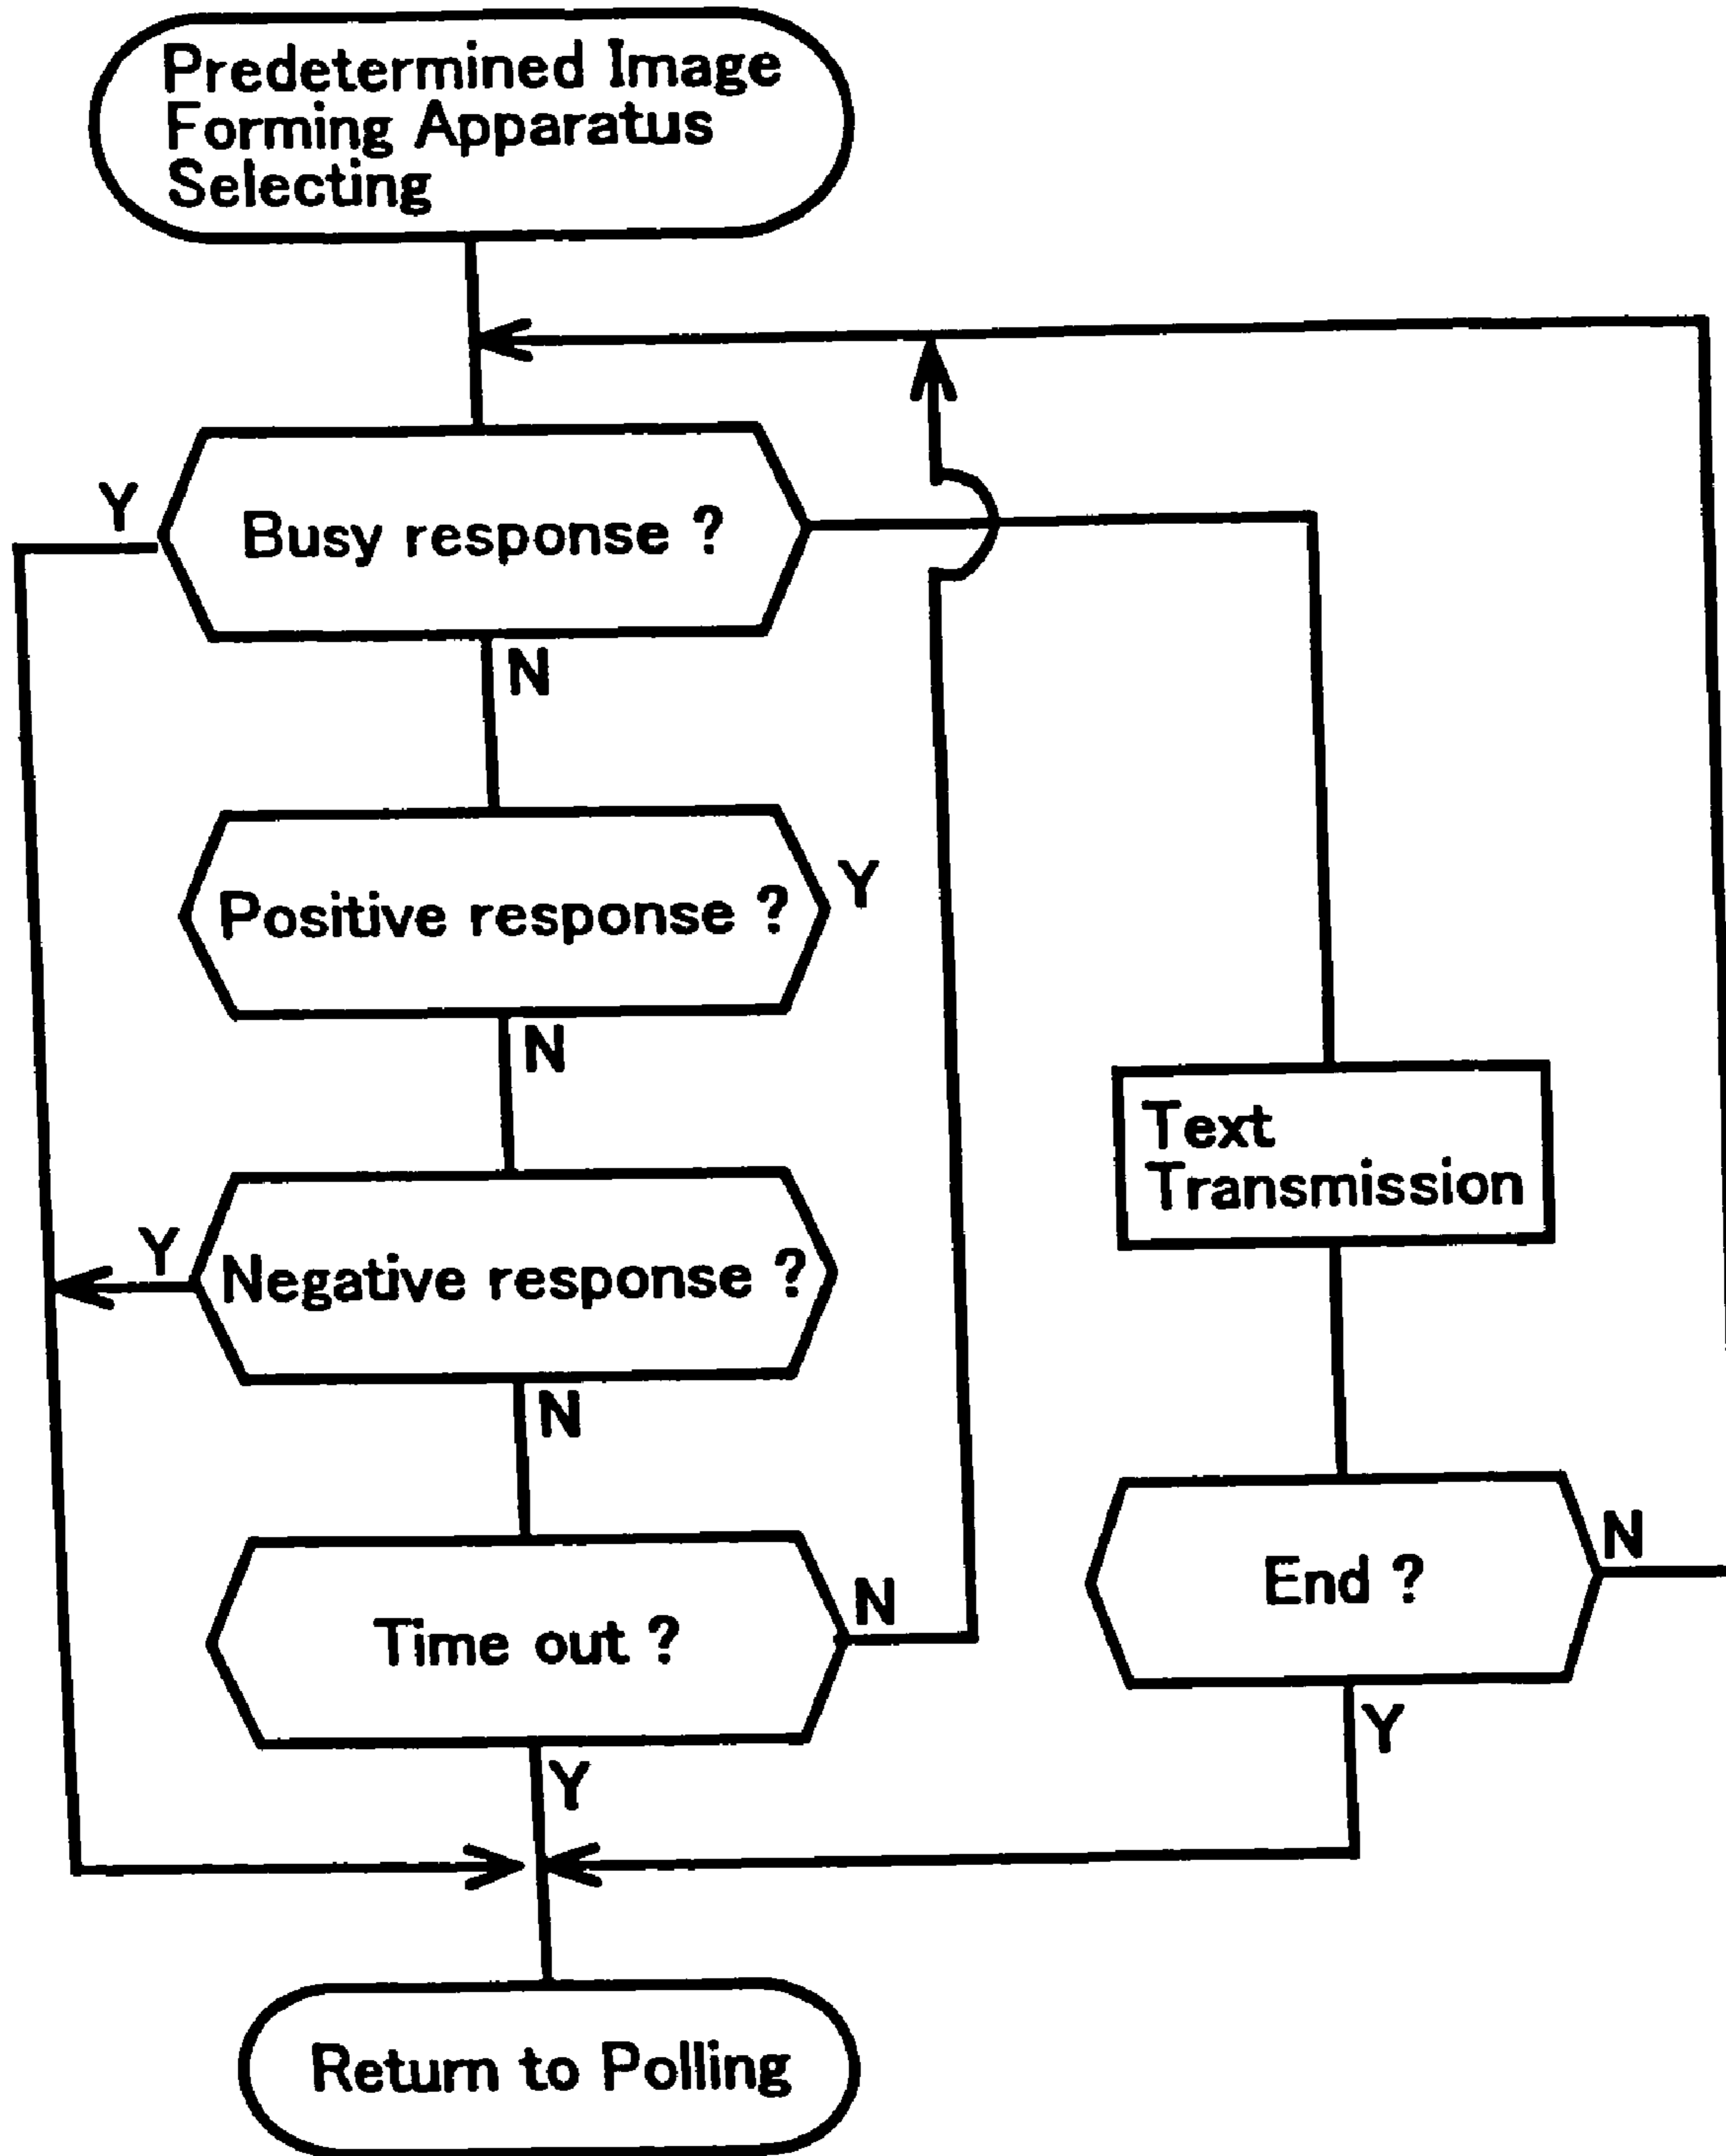 Predetermined Image
Forming Apparatus
Selecting
Y
Busy response ?
N
Positive response ?
Y
N
Y
Negative response ?
N
Text
Transmission
Time out ?
N
Y
End ?
N
Y
Return to Polling